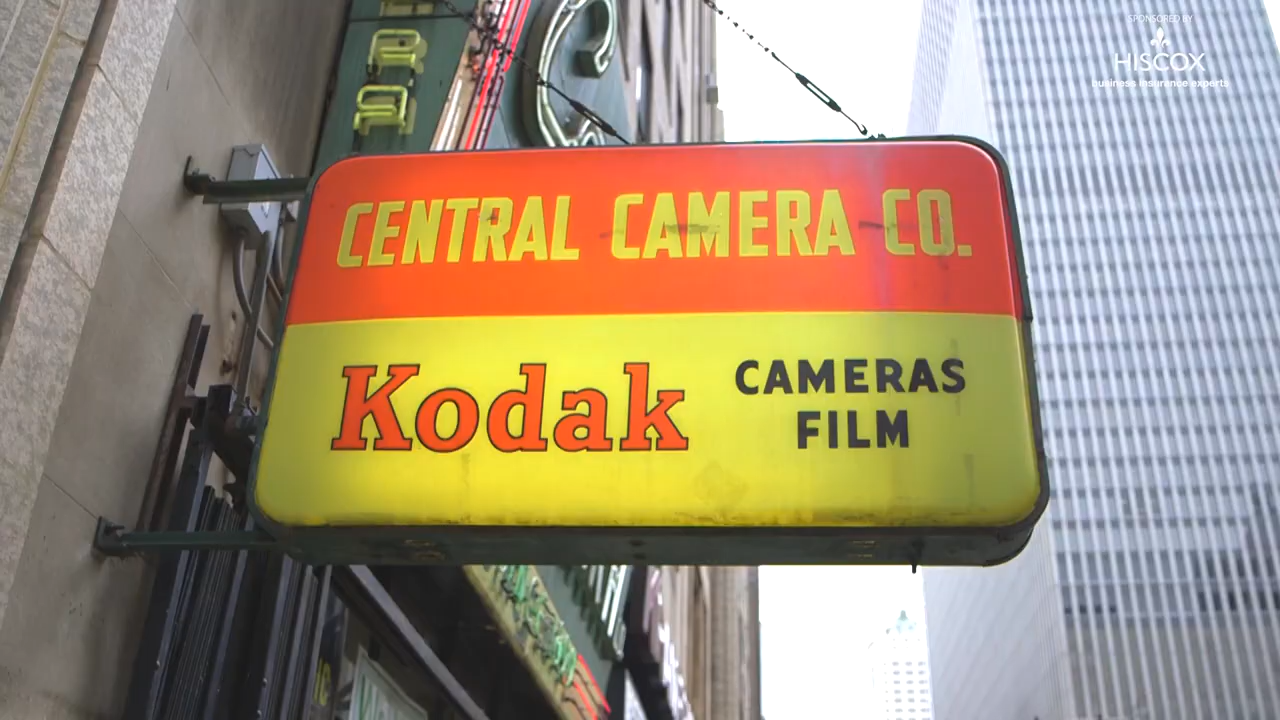 SPONSORED BY
HISCOX
business insurance experts
CENTRAL CAMERA CO.
Kodak
CAMERAS
FILM